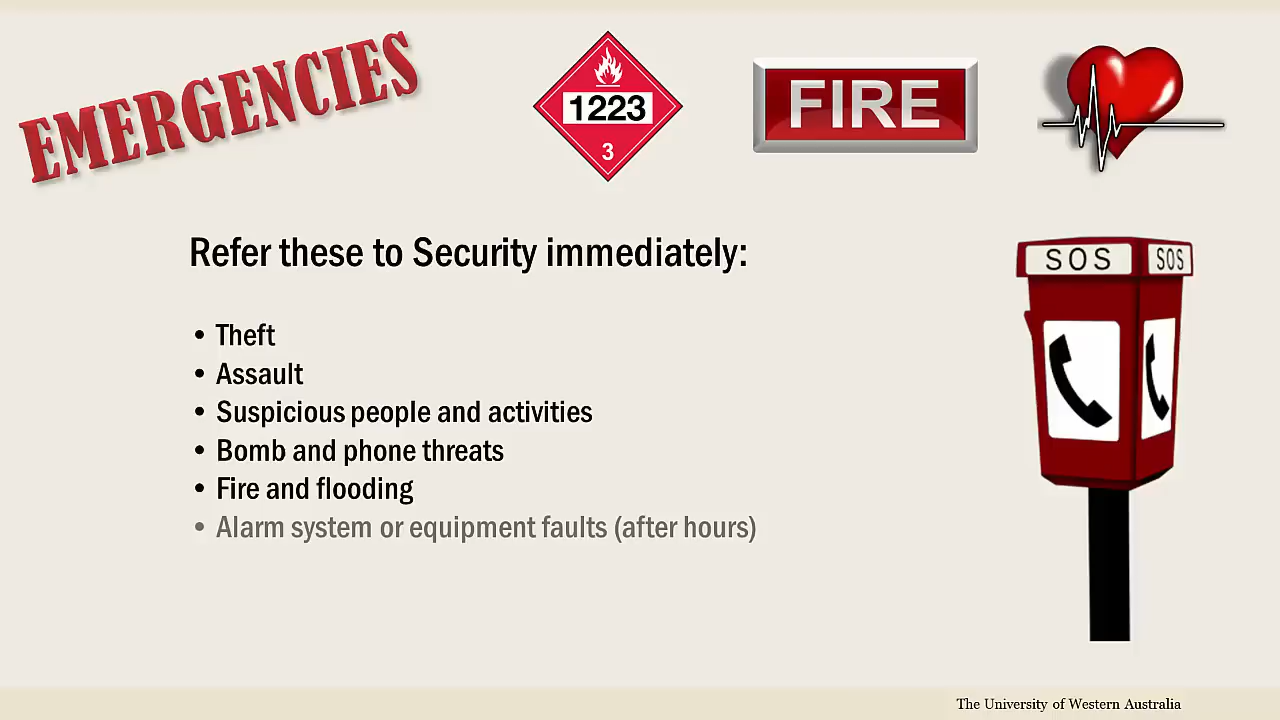 EMERGENCIES
1223
3
FIRE
SOS
SOS
Refer these to Security immediately:
• Theft
• Assault
• Suspicious people and activities
• Bomb and phone threats
• Fire and flooding
• Alarm system or equipment faults (after hours)
The University of Western Australia